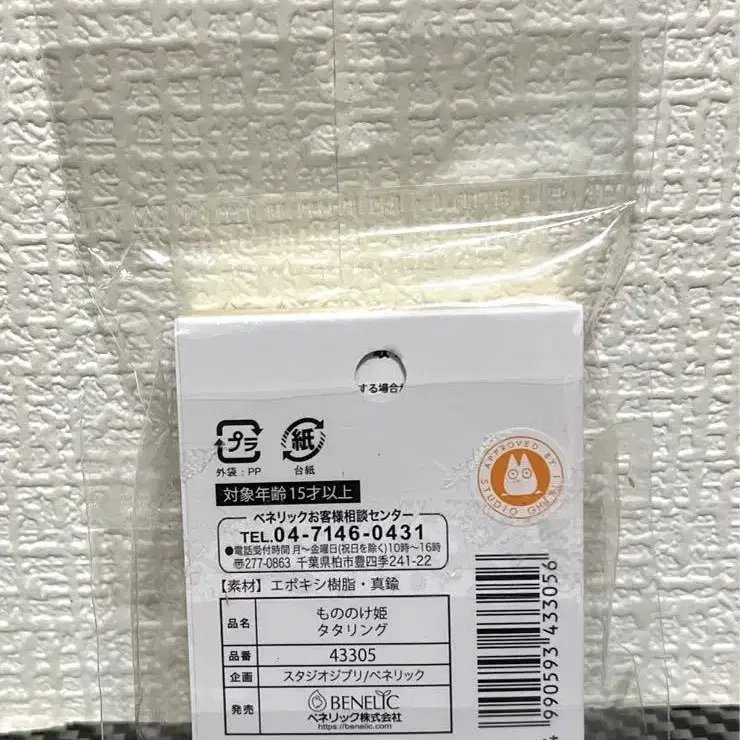 する場合が
プラ
紙
外袋:PP
台紙
対象年齢15才以上
APPROVED BY
STUDIO GHIBLI
ベネリックお客様相談センター
TEL.04-7146-0431
●電話受付時間 月〜金曜日(祝日を除く)10時〜16時
〠277-0863 千葉県柏市豊四季241-22
【素材】エポキシ樹脂・真鍮
品名 もののけ姫
タタリング
品番 43305
企画 スタジオジブリ/ベネリック
発売 BENELIC
ベネリック株式会社
https://benelic.com
990593 433056